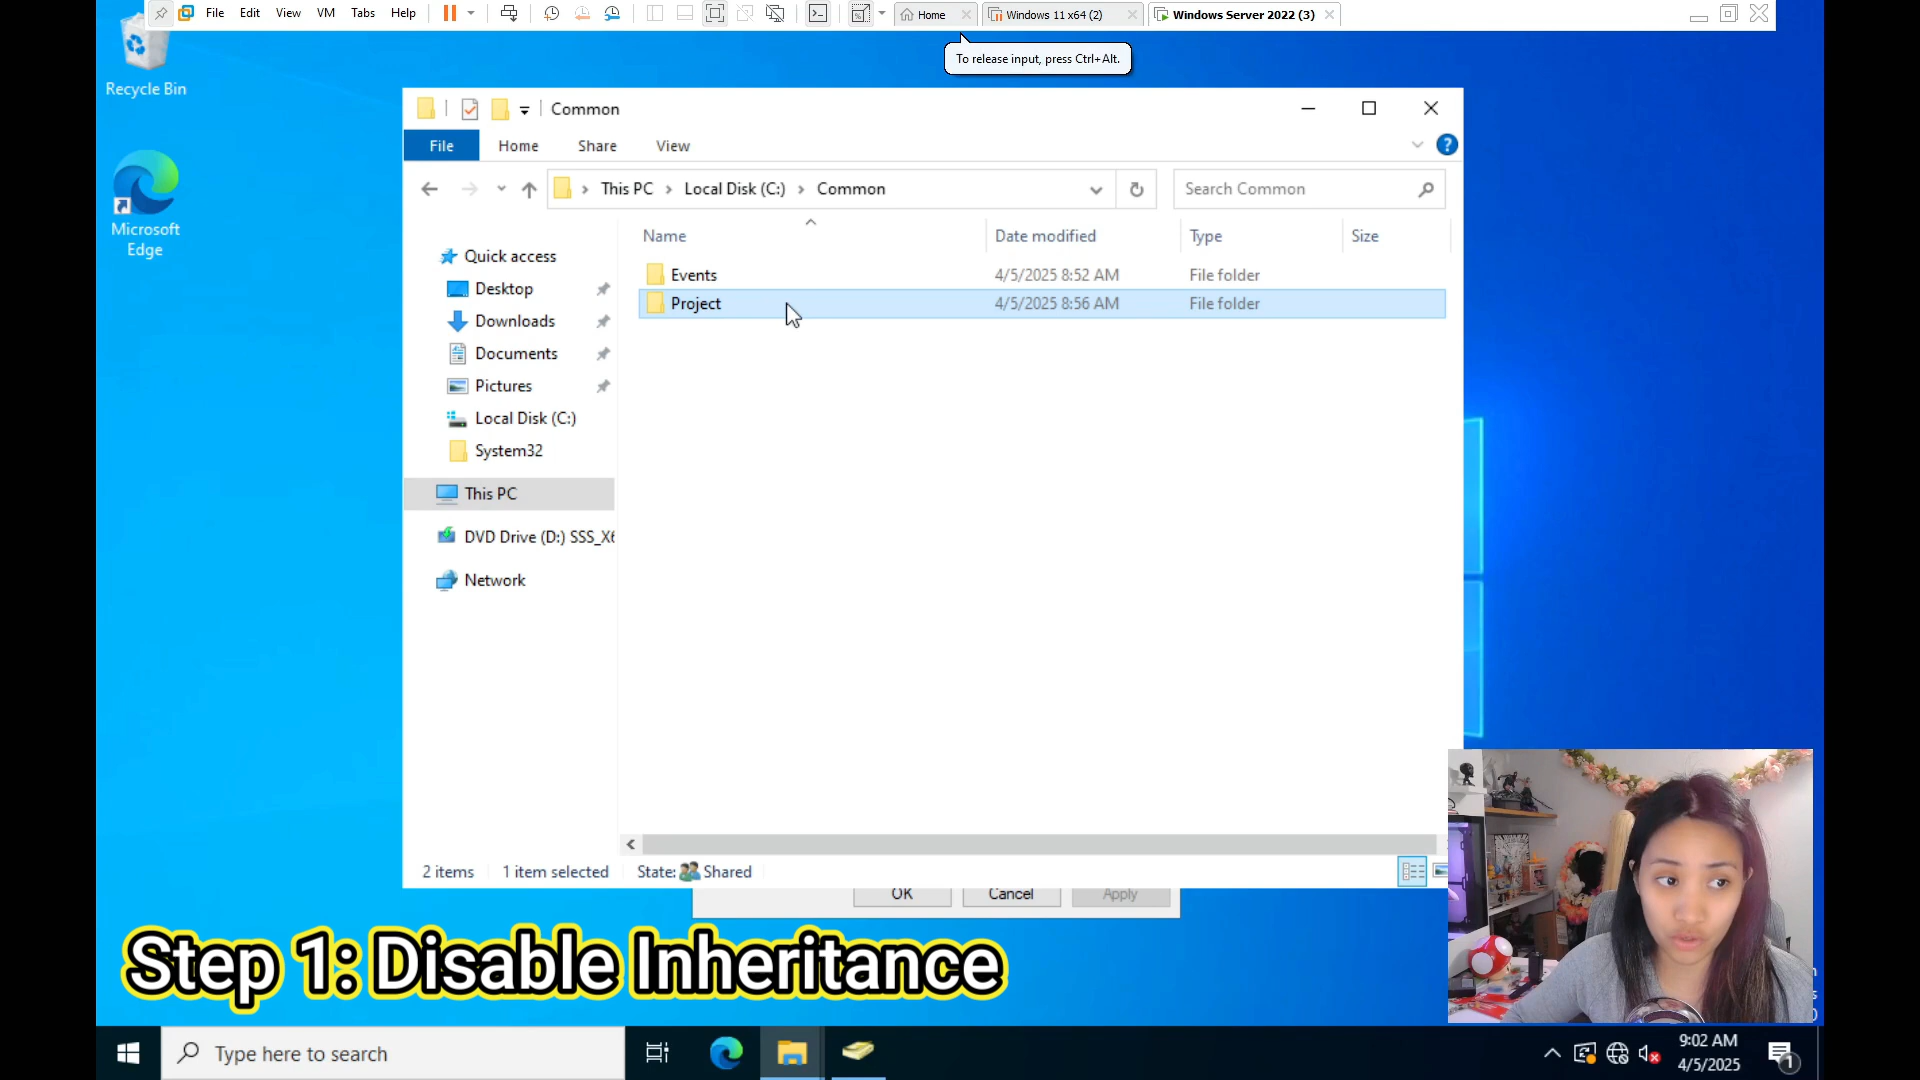 File Edit View VM Tabs Help Home Windows 11 x64 (2) Windows Server 2022 (3)
To release input, press Ctrl+Alt.
Recycle Bin
Microsoft
Edge
Common
File Home Share View
This PC Local Disk (C:) Common Search Common
Name Date modified Type Size
Events 4/5/2025 8:52 AM File folder
Project 4/5/2025 8:56 AM File folder
Quick access
Desktop
Downloads
Documents
Pictures
Local Disk (C:)
System32
This PC
DVD Drive (D:) SSS_X6
Network
2 items 1 item selected State: Shared
OK Cancel Apply
Step 1: Disable Inheritance
Type here to search
9:02 AM
4/5/2025
1